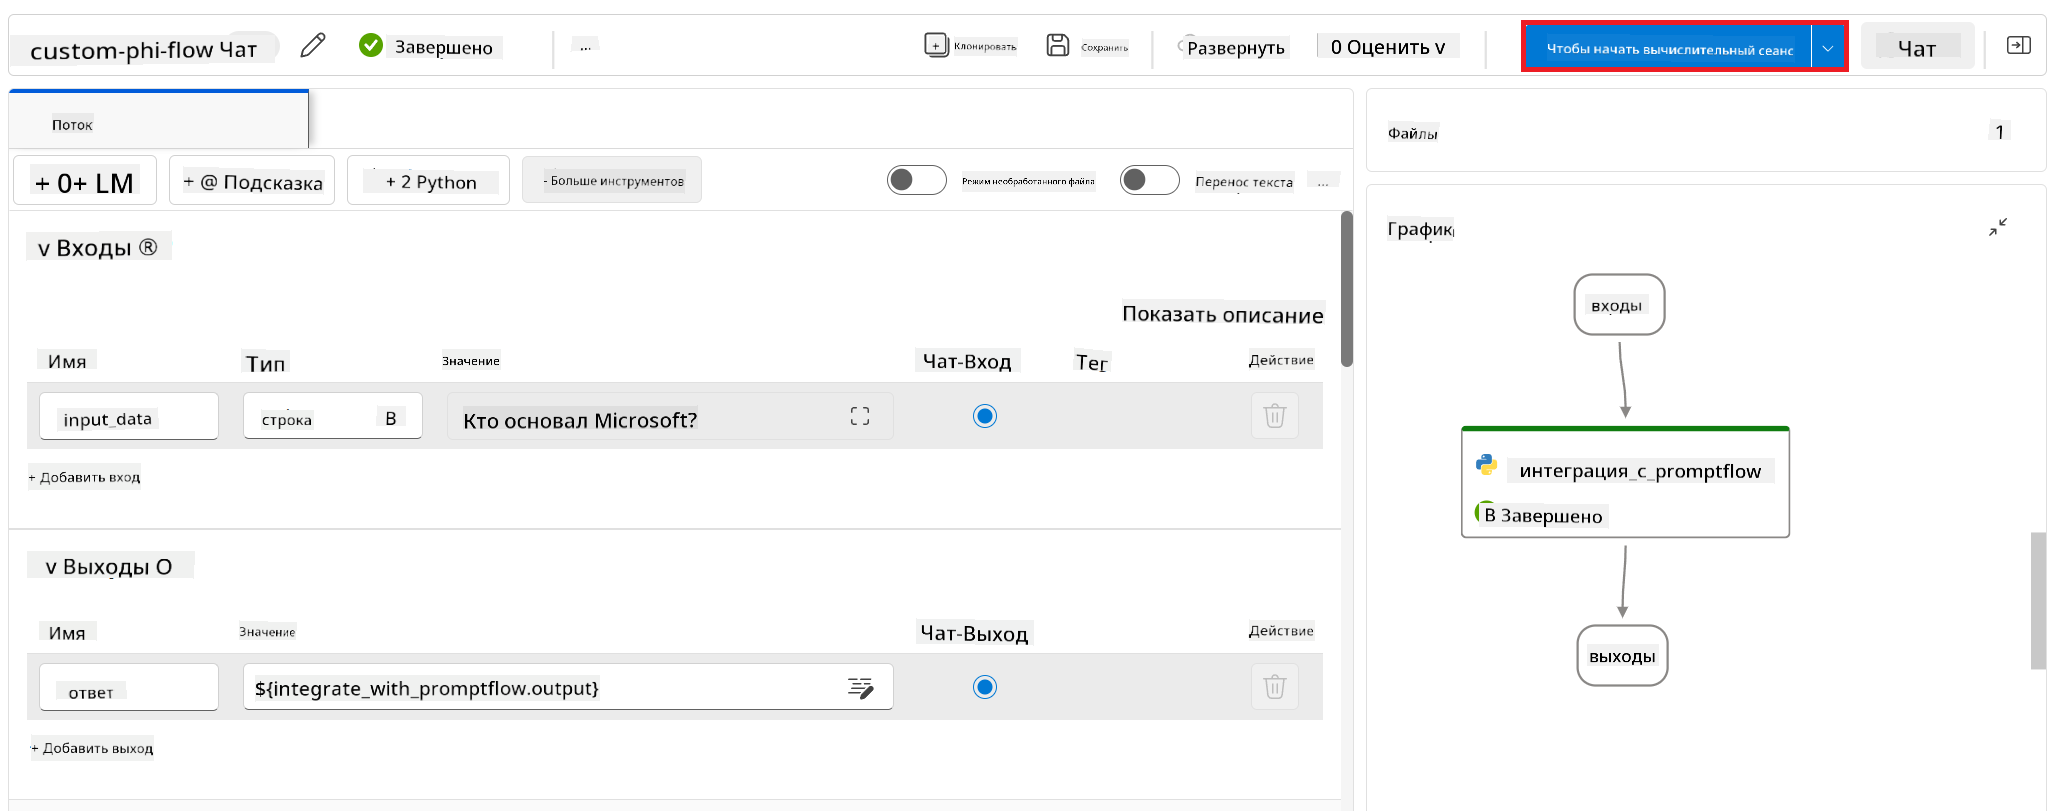 custom-phi-flow Чат
Завершено
...
Клонировать
Сохранить
Развернуть
0 Оценить v
Чтобы начать вычислительный сеанс
Чат
Поток
+ 0+ LM
+ @ Подсказка
+ 2 Python
- Больше инструментов
Режим необработанного файла
Перенос текста
...
v Входы ®
Показать описание
Имя
Тип
Значение
Чат-Вход
Тег
Действие
input_data
строка
В
Кто основал Microsoft?
+ Добавить вход
v Выходы О
Имя
Значение
Чат-Выход
Действие
ответ
${integrate_with_promptflow.output}
+ Добавить выход
Файлы
1
График
входы
интеграция_с_promptflow
В Завершено
выходы